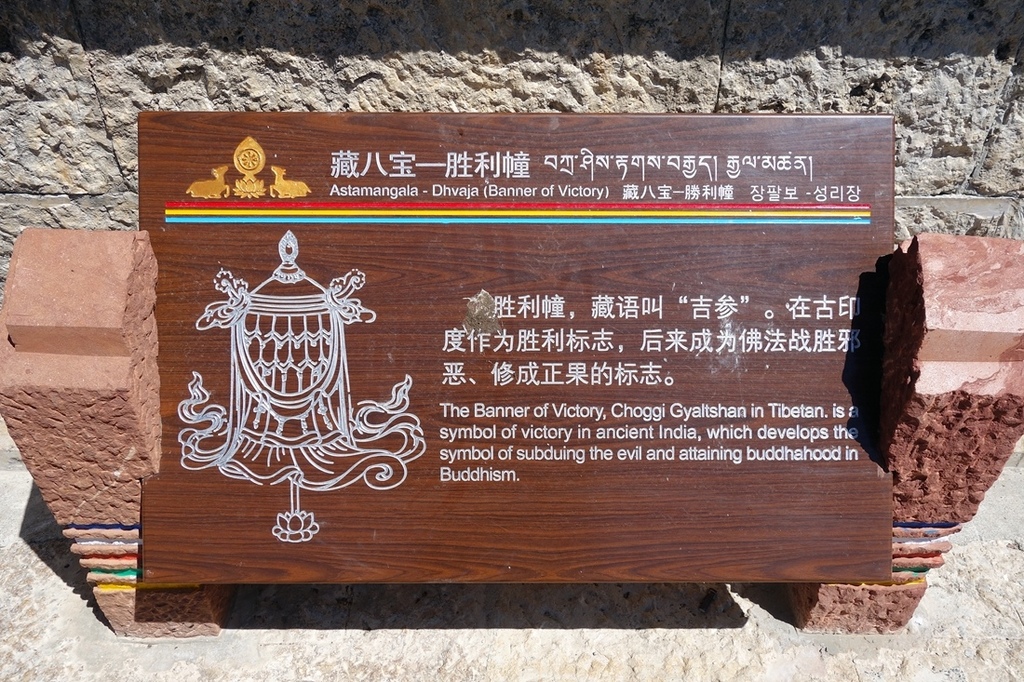 藏八宝—胜利幢 བཀྲ་ཤིས་རྟགས་བརྒྱད། རྒྱལ་མཚན།
Astamangala - Dhvaja (Banner of Victory) 藏八宝—勝利幢 장팔보 -성리장
胜利幢，藏语叫“吉参”。在古印
度作为胜利标志，后来成为佛法战胜邪
恶、修成正果的标志。
The Banner of Victory, Choggi Gyaltshan in Tibetan. is a
symbol of victory in ancient India, which develops the
symbol of subduing the evil and attaining buddhahood in
Buddhism.